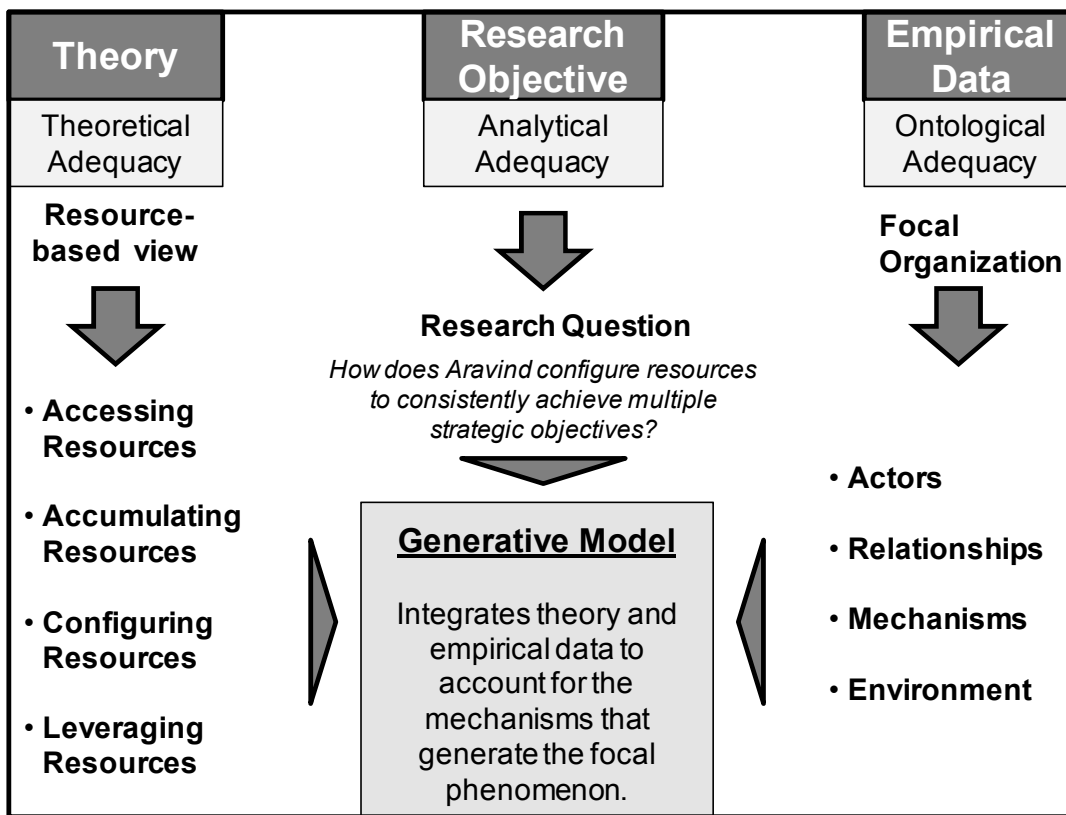 Theory
Theoretical
Adequacy
Resource-
based view
• Accessing
Resources
• Accumulating
Resources
• Configuring
Resources
• Leveraging
Resources
Research
Objective
Analytical
Adequacy
Research Question
How does Aravind configure resources
to consistently achieve multiple
strategic objectives?
Generative Model
Integrates theory and
empirical data to
account for the
mechanisms that
generate the focal
phenomenon.
Empirical
Data
Ontological
Adequacy
Focal
Organization
• Actors
• Relationships
• Mechanisms
• Environment